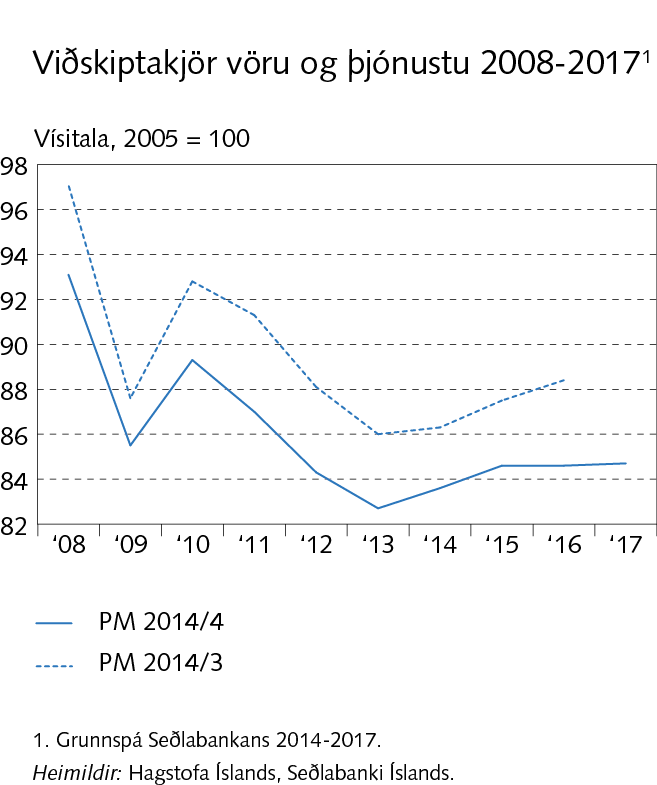 Viðskiptakjör vöru og þjónustu 2008-2017¹
Vísitala, 2005 = 100
98
96
94
92
90
88
86
84
82
‘08 ‘09 ‘10 ‘11 ‘12 ‘13 ‘14 ‘15 ‘16 ‘17
PM 2014/4
PM 2014/3
1. Grunnspá Seðlabankans 2014-2017.
Heimildir: Hagstofa Íslands, Seðlabanki Íslands.